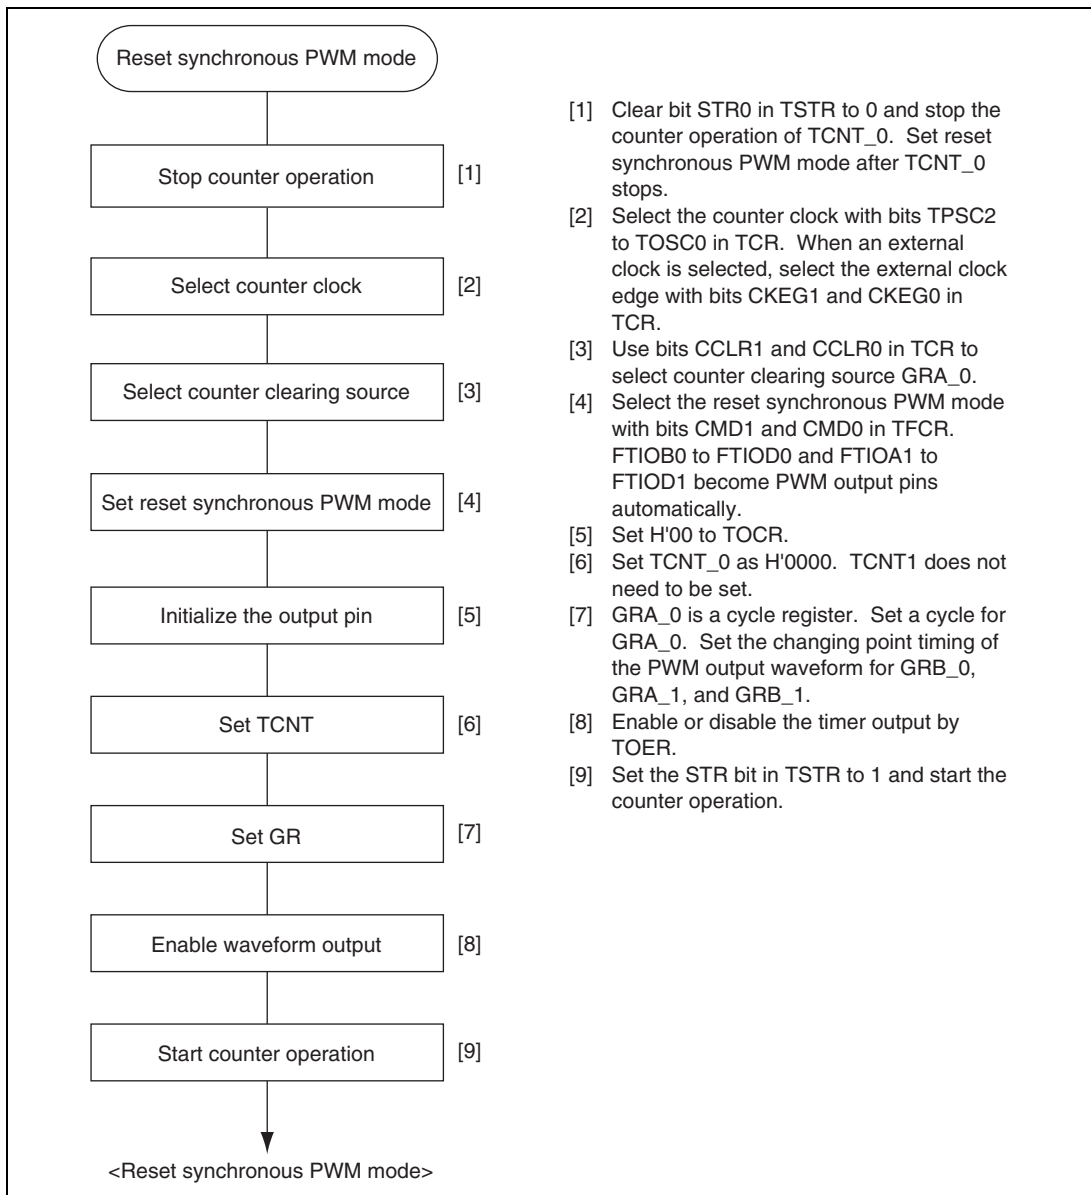 Reset synchronous PWM mode
Stop counter operation [1]
Select counter clock [2]
Select counter clearing source [3]
Set reset synchronous PWM mode [4]
Initialize the output pin [5]
Set TCNT [6]
Set GR [7]
Enable waveform output [8]
Start counter operation [9]
<Reset synchronous PWM mode>
[1] Clear bit STR0 in TSTR to 0 and stop the
counter operation of TCNT_0. Set reset
synchronous PWM mode after TCNT_0
stops.
[2] Select the counter clock with bits TPSC2
to TOSC0 in TCR. When an external
clock is selected, select the external clock
edge with bits CKEG1 and CKEG0 in
TCR.
[3] Use bits CCLR1 and CCLR0 in TCR to
select counter clearing source GRA_0.
[4] Select the reset synchronous PWM mode
with bits CMD1 and CMD0 in TFCR.
FTIOB0 to FTIOD0 and FTIOA1 to
FTIOD1 become PWM output pins
automatically.
[5] Set H'00 to TOCR.
[6] Set TCNT_0 as H'0000. TCNT1 does not
need to be set.
[7] GRA_0 is a cycle register. Set a cycle for
GRA_0. Set the changing point timing of
the PWM output waveform for GRB_0,
GRA_1, and GRB_1.
[8] Enable or disable the timer output by
TOER.
[9] Set the STR bit in TSTR to 1 and start the
counter operation.